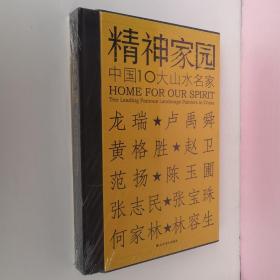 精神家园
中国10大山水名家
HOME FOR OUR SPIRIT
The Leading Famous Landscape Painters in China
龙瑞★卢禹舜
黄格胜★赵卫
范扬★陈玉圃
张志民★张宝珠
何家林★林容生